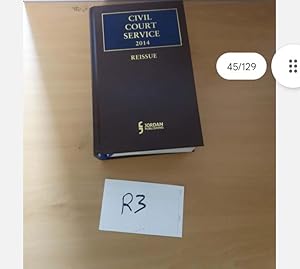 CIVIL
COURT
SERVICE
2014
REISSUE
45/129
JORDAN
PUBLISHING
R3